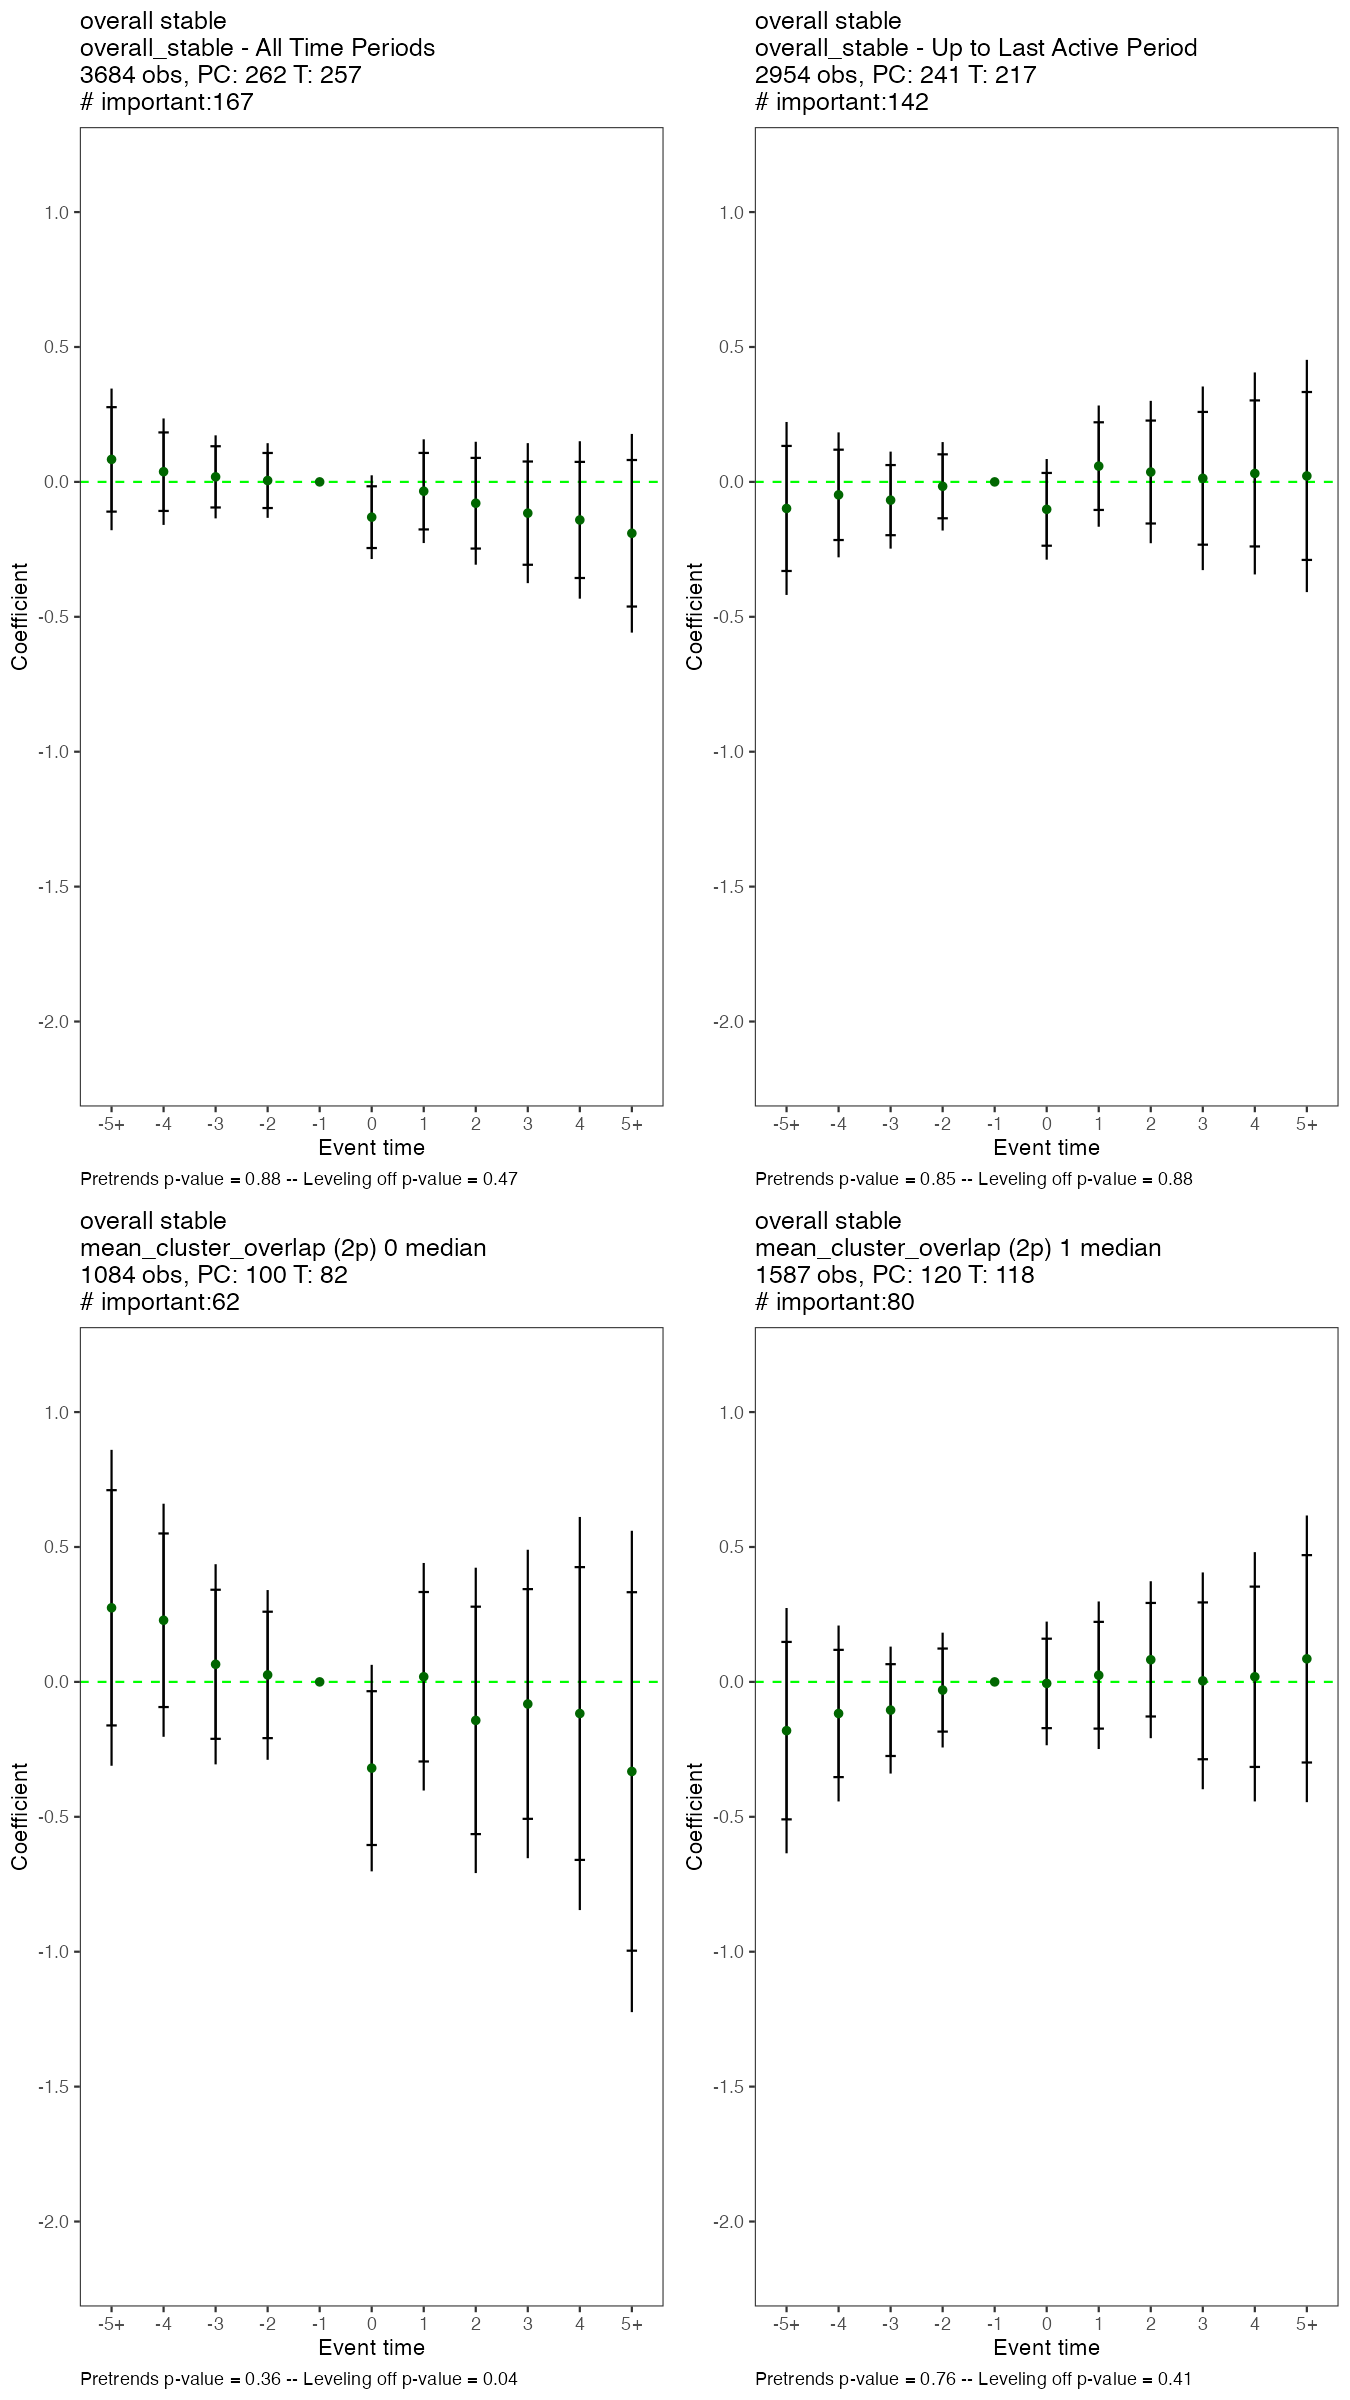 overall stable
overall_stable - All Time Periods
3684 obs, PC: 262 T: 257
# important:167
1.0
0.5
0.0
-0.5
-1.0
-1.5
-2.0
Coefficient
-5+ -4 -3 -2 -1 0 1 2 3 4 5+
Event time
Pretrends p-value = 0.88 -- Leveling off p-value = 0.47
overall stable
overall_stable - Up to Last Active Period
2954 obs, PC: 241 T: 217
# important:142
1.0
0.5
0.0
-0.5
-1.0
-1.5
-2.0
Coefficient
-5+ -4 -3 -2 -1 0 1 2 3 4 5+
Event time
Pretrends p-value = 0.85 -- Leveling off p-value = 0.88
overall stable
mean_cluster_overlap (2p) 0 median
1084 obs, PC: 100 T: 82
# important:62
1.0
0.5
0.0
-0.5
-1.0
-1.5
-2.0
Coefficient
-5+ -4 -3 -2 -1 0 1 2 3 4 5+
Event time
Pretrends p-value = 0.36 -- Leveling off p-value = 0.04
overall stable
mean_cluster_overlap (2p) 1 median
1587 obs, PC: 120 T: 118
# important:80
1.0
0.5
0.0
-0.5
-1.0
-1.5
-2.0
Coefficient
-5+ -4 -3 -2 -1 0 1 2 3 4 5+
Event time
Pretrends p-value = 0.76 -- Leveling off p-value = 0.41